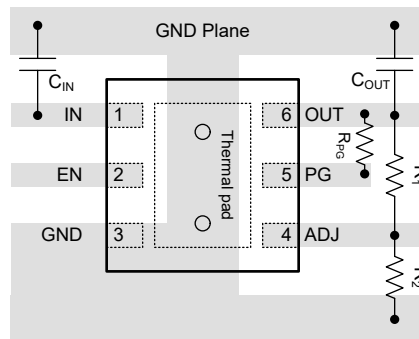 GND Plane
CIN
COUT
IN 1
6 OUT
RPG
Thermal pad
EN 2
5 PG
GND 3
4 ADJ